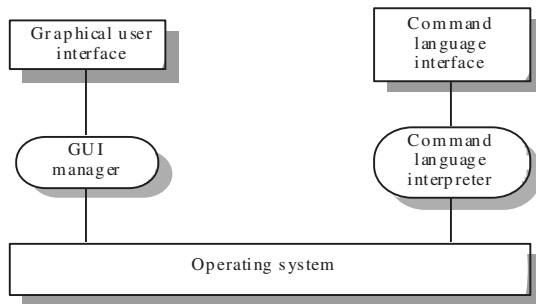 Graphical user
interface
Command
language
interface
GUI
manager
Command
language
interpreter
Operating system